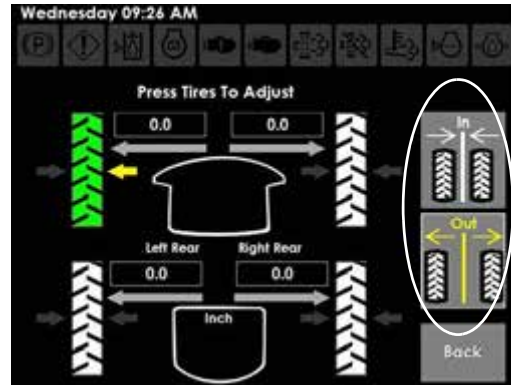 Wednesday 09:26 AM
Press Tires To Adjust
0.0 0.0
In
Out
Left Rear Right Rear
0.0 0.0
Inch
Back